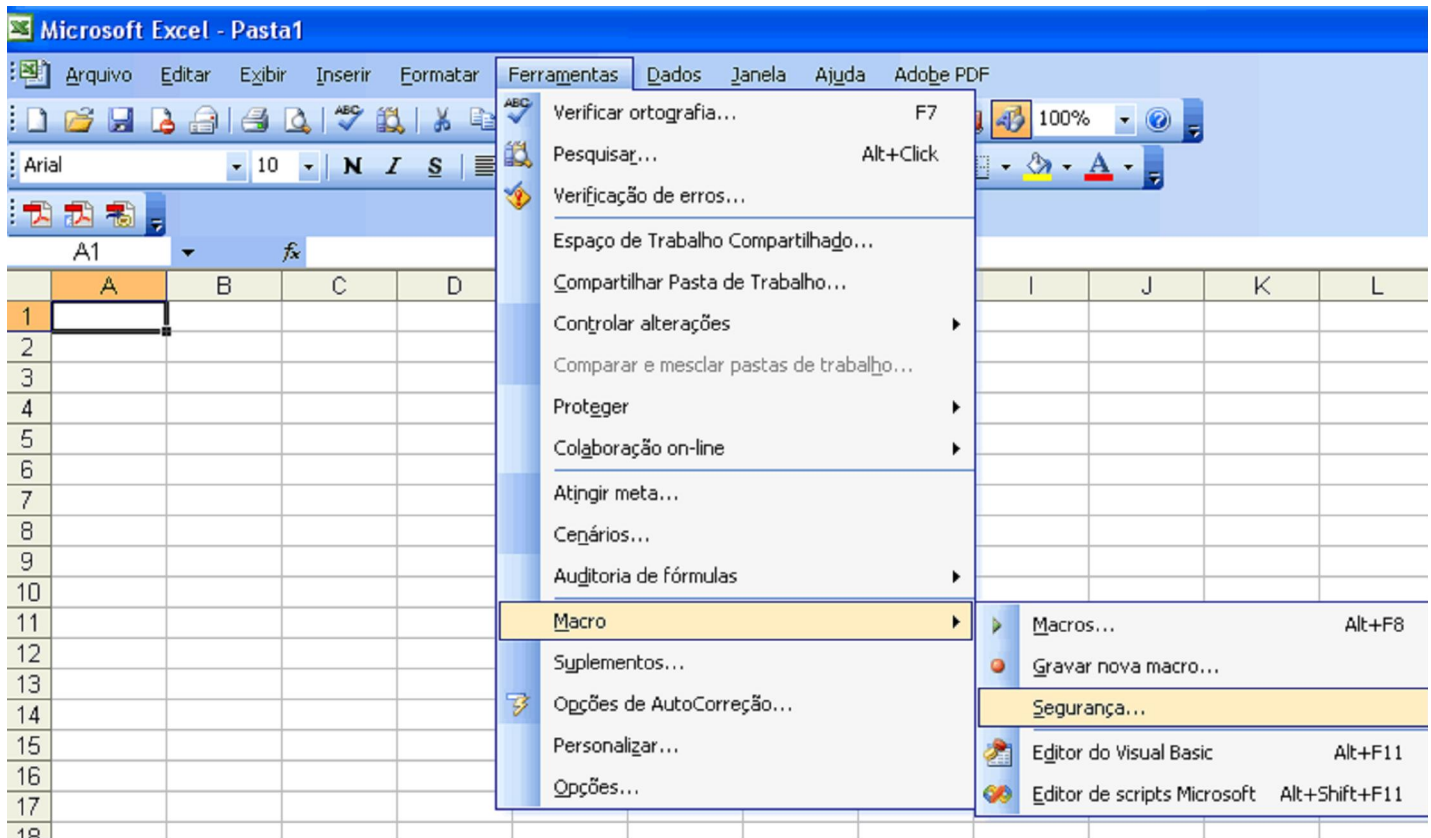 Microsoft Excel - Pasta1
Arquivo Editar Exibir Inserir Formatar Ferramentas Dados Janela Ajuda Adobe PDF
ABC 100%
Arial 10 N I S A
A1 fx
A B C D I J K L
1
2
3
4
5
6
7
8
9
10
11
12
13
14
15
16
17
18
ABC Verificar ortografia... F7
Pesquisar... Alt+Click
Verificação de erros...
Espaço de Trabalho Compartilhado...
Compartilhar Pasta de Trabalho...
Controlar alterações
Comparar e mesclar pastas de trabalho...
Proteger
Colaboração on-line
Atingir meta...
Cenários...
Auditoria de fórmulas
Macro
Suplementos...
Opções de AutoCorreção...
Personalizar...
Opções...
Macros... Alt+F8
Gravar nova macro...
Segurança...
Editor do Visual Basic Alt+F11
Editor de scripts Microsoft Alt+Shift+F11